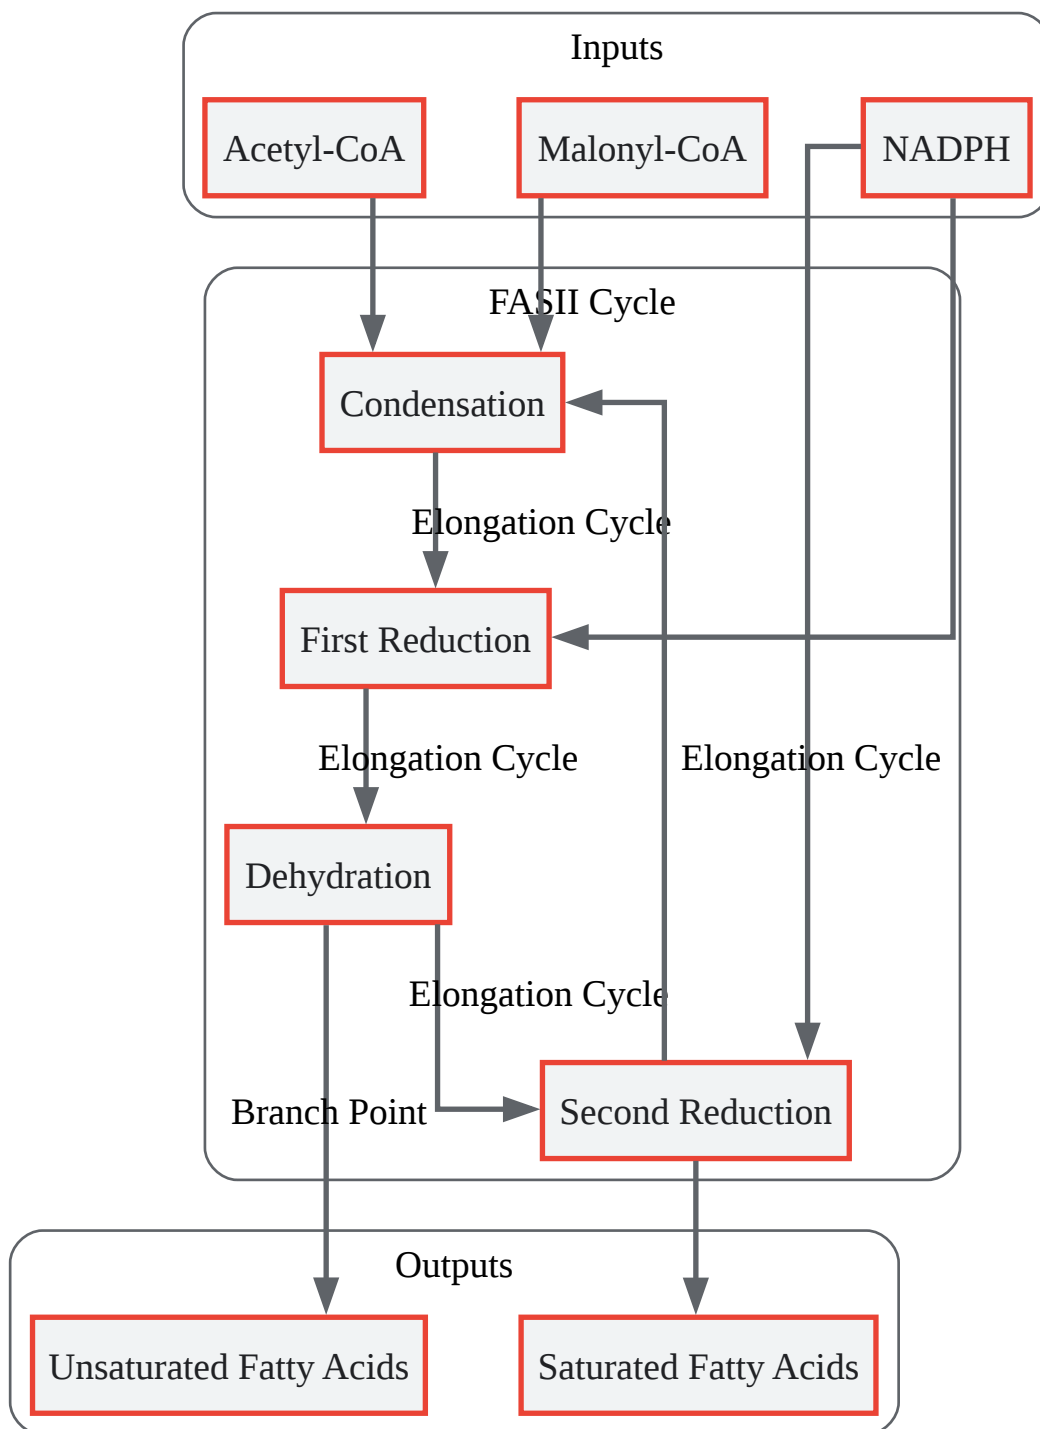 Inputs
Acetyl-CoA
Malonyl-CoA
NADPH
FASII Cycle
Condensation
Elongation Cycle
First Reduction
Elongation Cycle
Elongation Cycle
Dehydration
Elongation Cycle
Branch Point
Second Reduction
Outputs
Unsaturated Fatty Acids
Saturated Fatty Acids